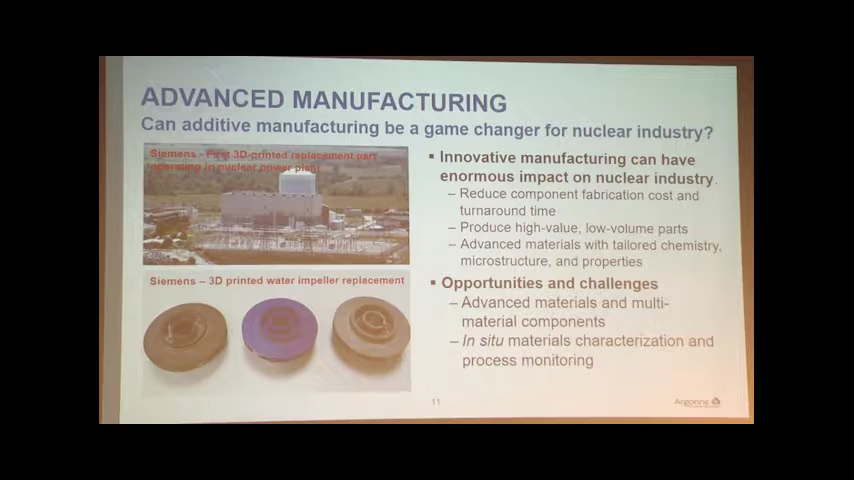 ADVANCED MANUFACTURING
Can additive manufacturing be a game changer for nuclear industry?
Siemens - First 3D-printed replacement part
operating in nuclear power plant
Siemens – 3D printed water impeller replacement
▪ Innovative manufacturing can have
enormous impact on nuclear industry.
– Reduce component fabrication cost and
turnaround time
– Produce high-value, low-volume parts
– Advanced materials with tailored chemistry,
microstructure, and properties
▪ Opportunities and challenges
– Advanced materials and multi-
material components
– In situ materials characterization and
process monitoring
11
Argonne